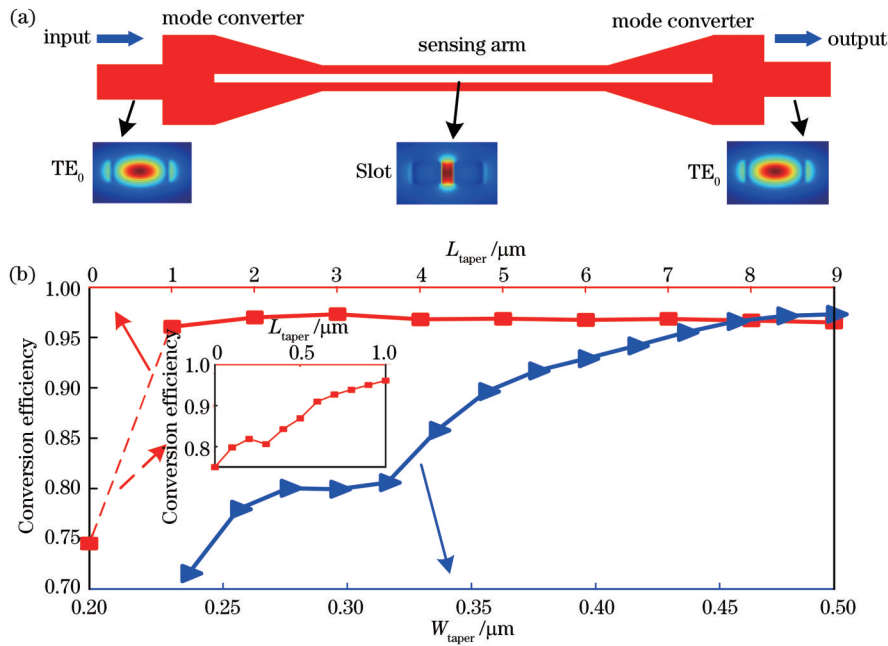 (a)
mode converter
mode converter
input
sensing arm
output
TE0
Slot
TE0
(b)
Ltaper /μm
0 1 2 3 4 5 6 7 8 9
1.00
0.95
0.90
0.85
0.80
0.75
0.70
Conversion efficiency
Ltaper /μm
0 0.5 1.0
1.0
0.9
0.8
Conversion efficiency
0.20 0.25 0.30 0.35 0.40 0.45 0.50
Wtaper /μm